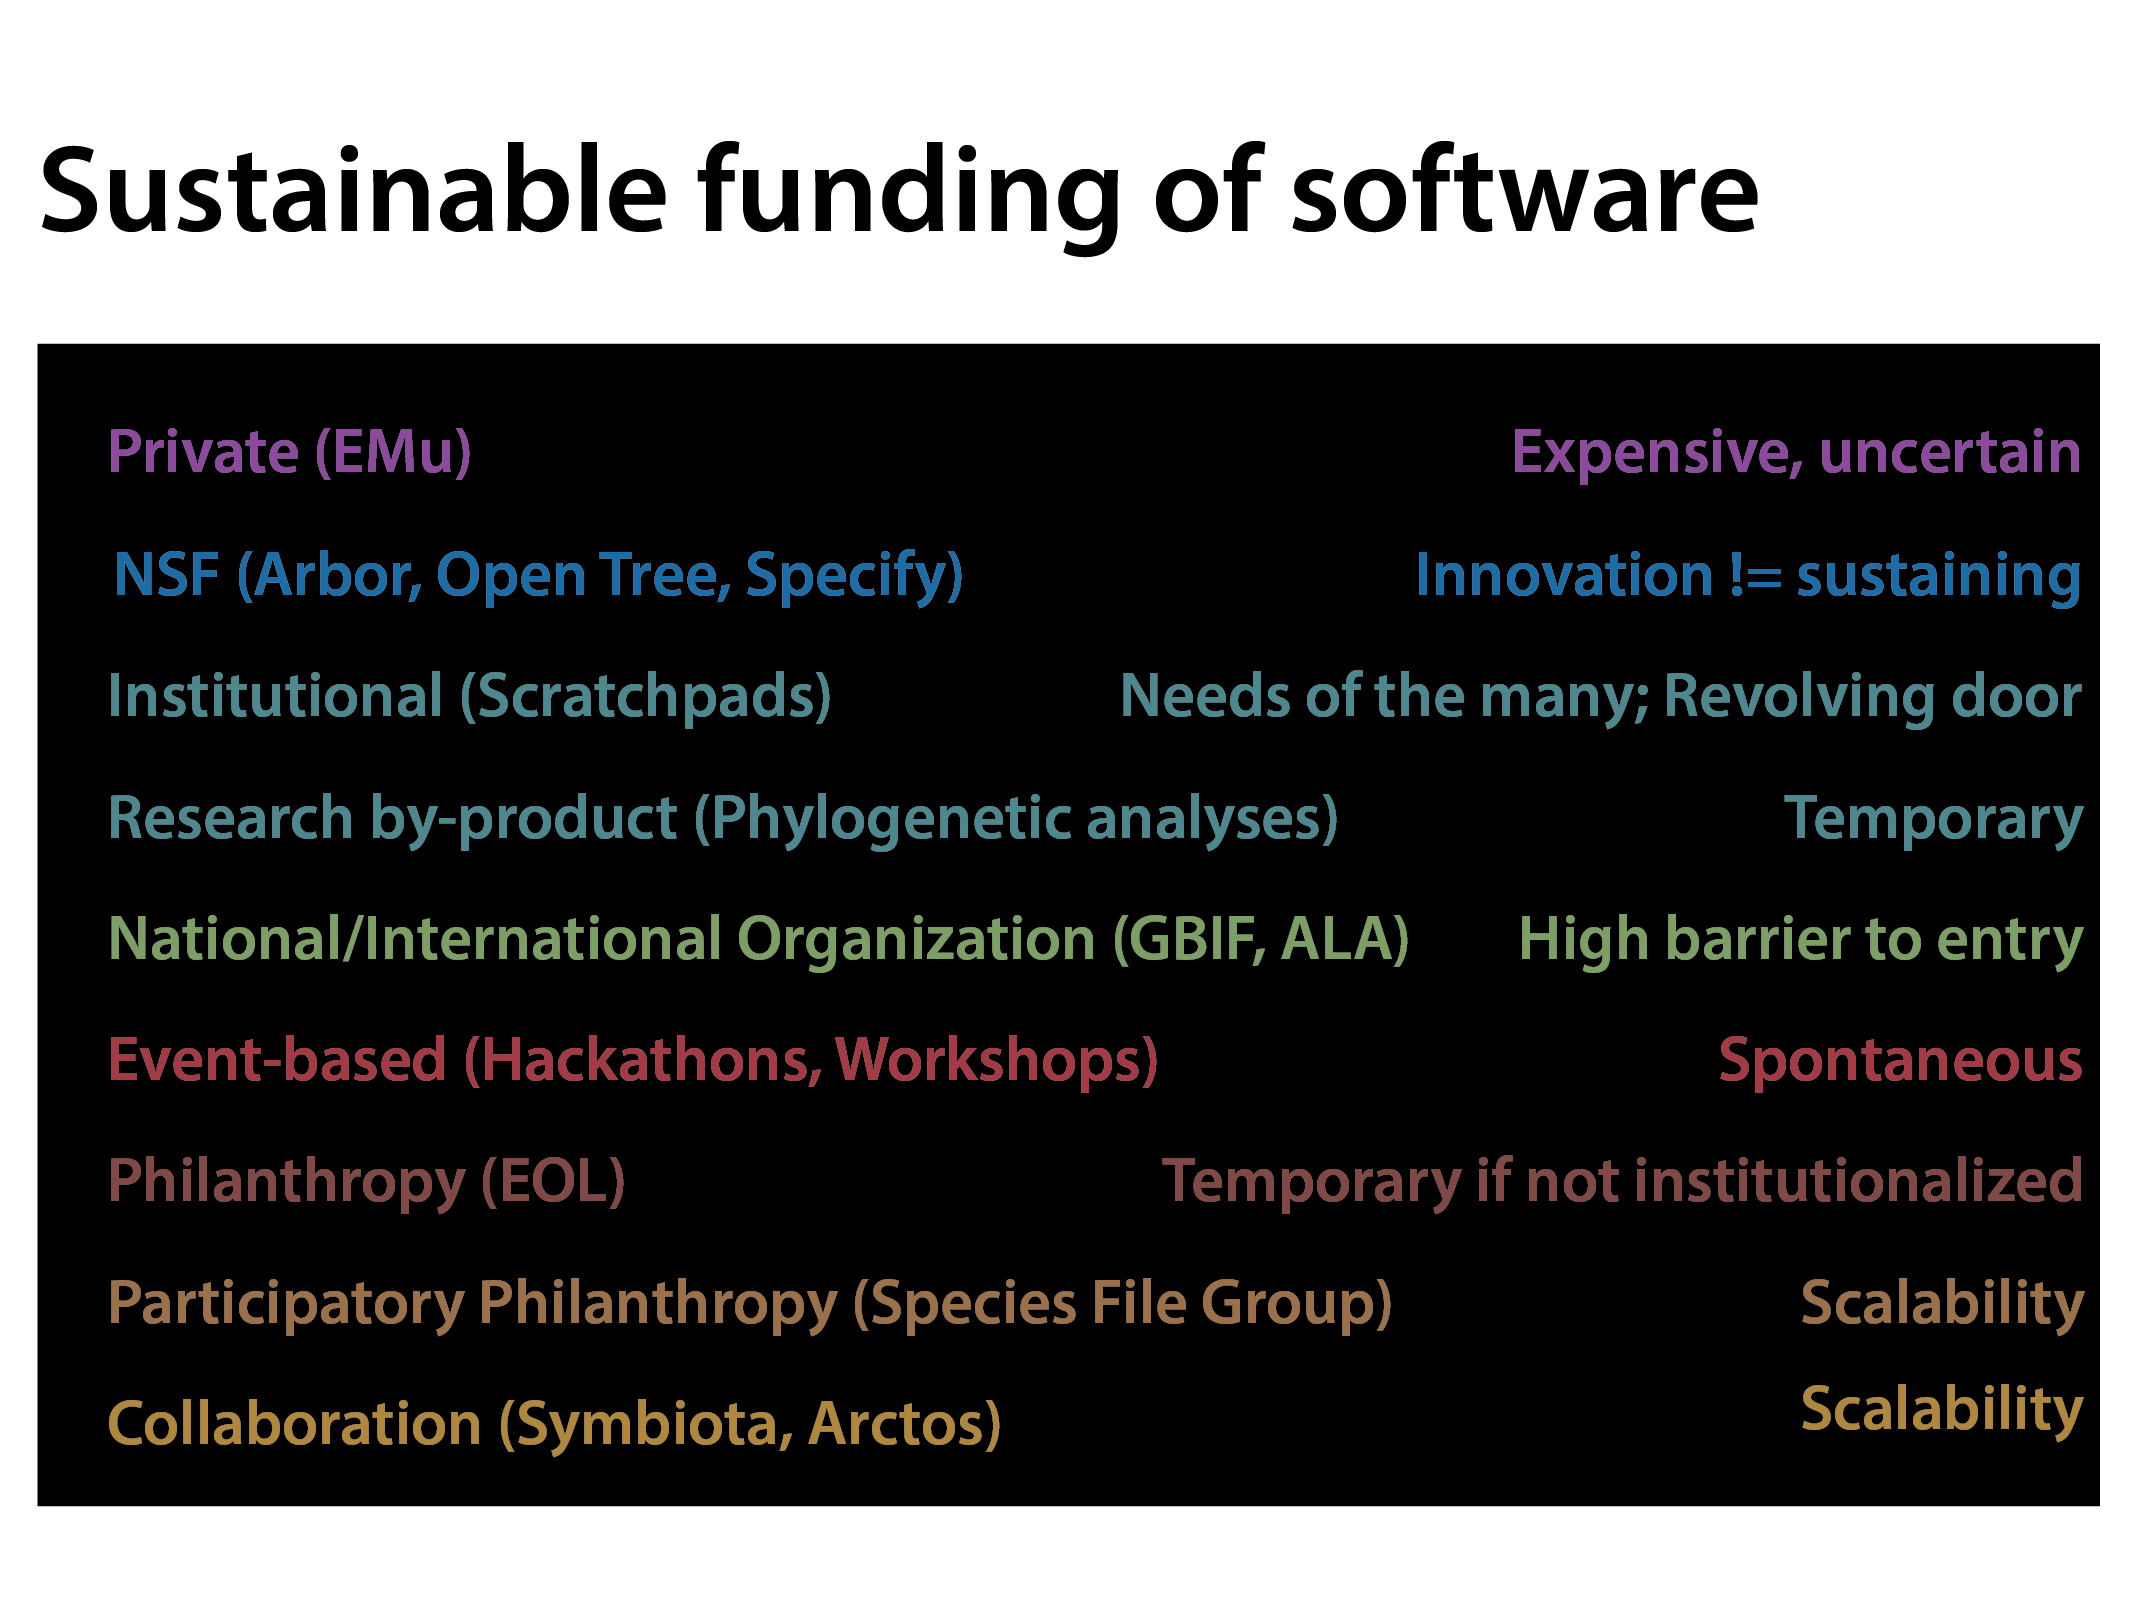 Sustainable funding of software
Private (EMu) Expensive, uncertain
NSF (Arbor, Open Tree, Specify) Innovation != sustaining
Institutional (Scratchpads) Needs of the many; Revolving door
Research by-product (Phylogenetic analyses) Temporary
National/International Organization (GBIF, ALA) High barrier to entry
Event-based (Hackathons, Workshops) Spontaneous
Philanthropy (EOL) Temporary if not institutionalized
Participatory Philanthropy (Species File Group) Scalability
Collaboration (Symbiota, Arctos) Scalability